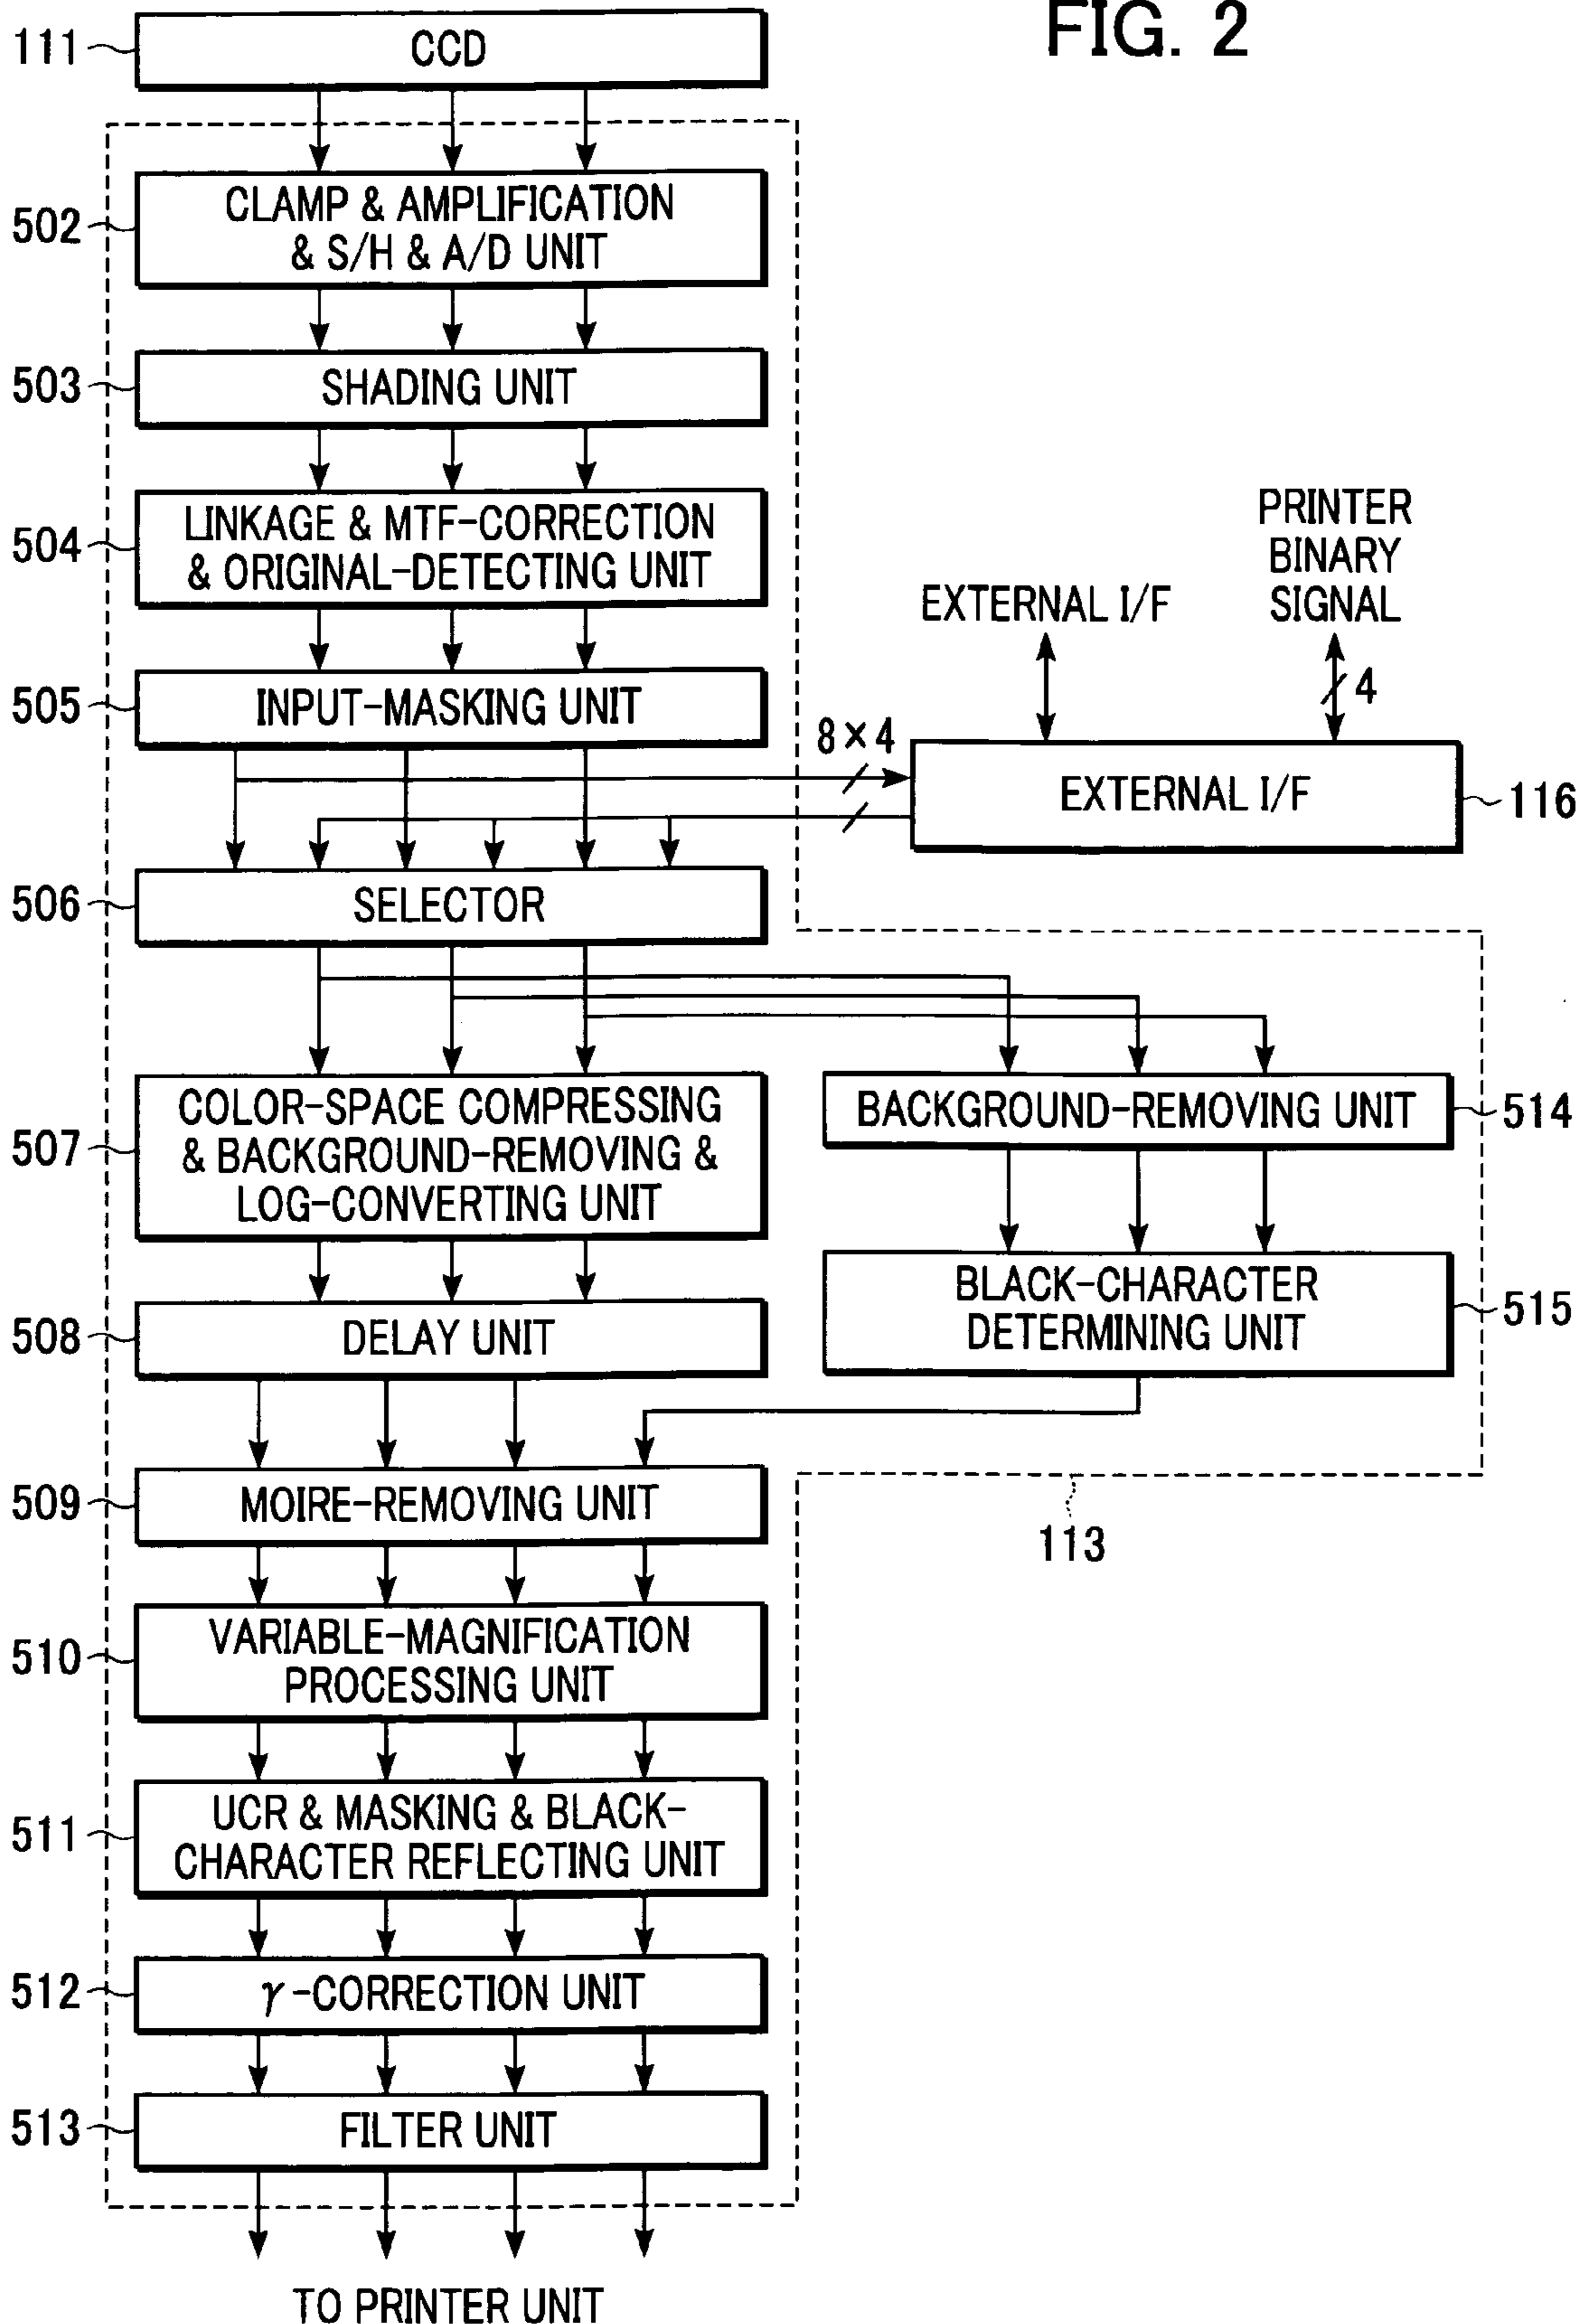 FIG. 2
111
CCD
502
CLAMP & AMPLIFICATION
& S/H & A/D UNIT
503
SHADING UNIT
504
LINKAGE & MTF-CORRECTION
& ORIGINAL-DETECTING UNIT
PRINTER
BINARY
SIGNAL
EXTERNAL I/F
4
505
INPUT-MASKING UNIT
8×4
EXTERNAL I/F
116
506
SELECTOR
507
COLOR-SPACE COMPRESSING
& BACKGROUND-REMOVING &
LOG-CONVERTING UNIT
BACKGROUND-REMOVING UNIT
514
508
DELAY UNIT
BLACK-CHARACTER
DETERMINING UNIT
515
509
MOIRE-REMOVING UNIT
113
510
VARIABLE-MAGNIFICATION
PROCESSING UNIT
511
UCR & MASKING & BLACK-
CHARACTER REFLECTING UNIT
512
γ-CORRECTION UNIT
513
FILTER UNIT
TO PRINTER UNIT